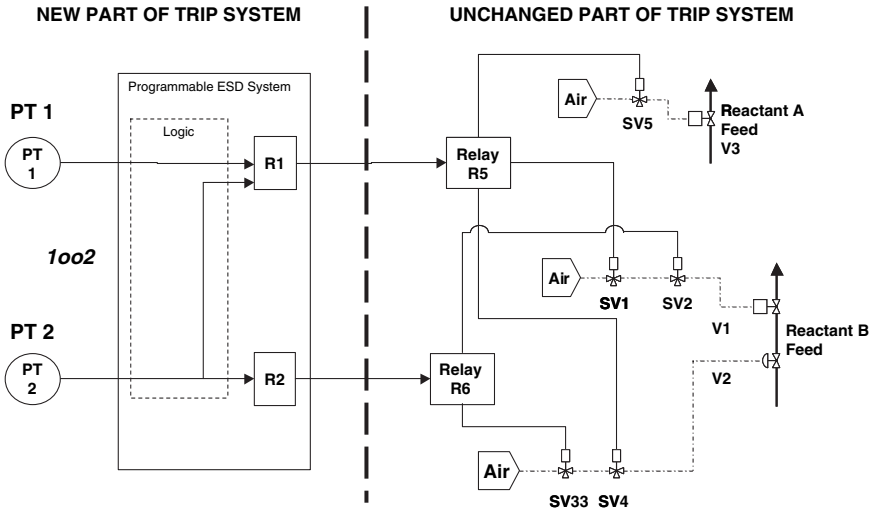 NEW PART OF TRIP SYSTEM
UNCHANGED PART OF TRIP SYSTEM
Programmable ESD System
Logic
PT 1
PT
1
R1
1oo2
PT 2
PT
2
R2
Relay
R5
Relay
R6
Air
SV5
Reactant A
Feed
V3
Air
SV1
SV2
V1
Reactant B
Feed
V2
Air
SV33
SV4